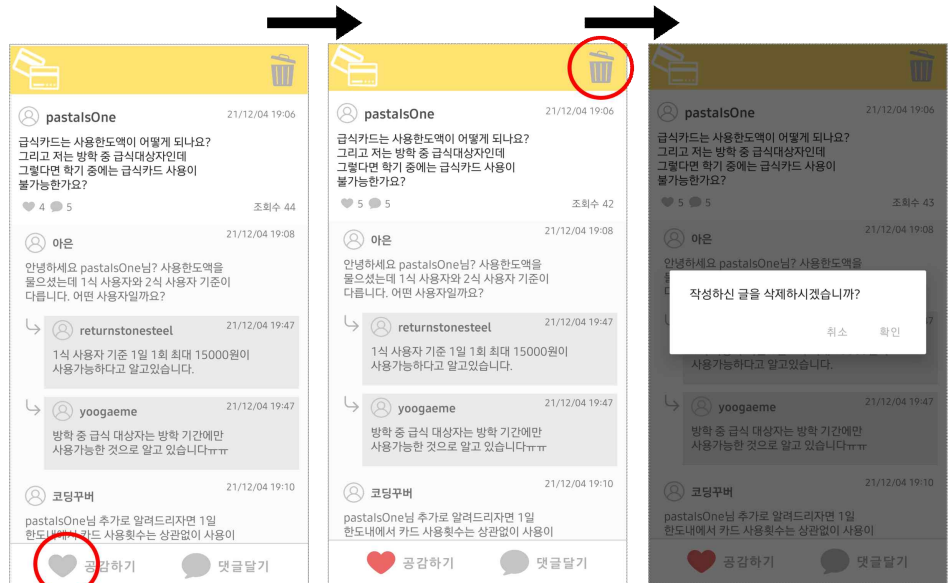 pastaIsOne
21/12/04 19:06
급식카드는 사용한도액이 어떻게 되나요?
그리고 저는 방학 중 급식대상자인데
그렇다면 학기 중에는 급식카드 사용이
불가능한가요?
4 5
조회수 44
아은
21/12/04 19:08
안녕하세요 pastaIsOne님? 사용한도액을
물으셨는데 1식 사용자와 2식 사용자 기준이
다릅니다. 어떤 사용자일까요?
returnstonesteel
21/12/04 19:47
1식 사용자 기준 1일 1회 최대 15000원이
사용가능하다고 알고있습니다.
yoogaeme
21/12/04 19:47
방학 중 급식 대상자는 방학 기간에만
사용가능한 것으로 알고 있습니다ㅠㅠ
코딩꾸버
21/12/04 19:10
pastaIsOne님 추가로 알려드리자면 1일
한도내에서 카드 사용횟수는 상관없이 사용이
공감하기
댓글달기
pastaIsOne
21/12/04 19:06
급식카드는 사용한도액이 어떻게 되나요?
그리고 저는 방학 중 급식대상자인데
그렇다면 학기 중에는 급식카드 사용이
불가능한가요?
5 5
조회수 42
아은
21/12/04 19:08
안녕하세요 pastaIsOne님? 사용한도액을
물으셨는데 1식 사용자와 2식 사용자 기준이
다릅니다. 어떤 사용자일까요?
returnstonesteel
21/12/04 19:47
1식 사용자 기준 1일 1회 최대 15000원이
사용가능하다고 알고있습니다.
yoogaeme
21/12/04 19:47
방학 중 급식 대상자는 방학 기간에만
사용가능한 것으로 알고 있습니다ㅠㅠ
코딩꾸버
21/12/04 19:10
pastaIsOne님 추가로 알려드리자면 1일
한도내에서 카드 사용횟수는 상관없이 사용이
공감하기
댓글달기
pastaIsOne
21/12/04 19:06
급식카드는 사용한도액이 어떻게 되나요?
그리고 저는 방학 중 급식대상자인데
그렇다면 학기 중에는 급식카드 사용이
불가능한가요?
5 5
조회수 43
아은
21/12/04 19:08
안녕하세요 pastaIsOne님? 사용한도액을
작성하신 글을 삭제하시겠습니까?
취소
확인
사용가능하다고 알고있습니다.
yoogaeme
21/12/04 19:47
방학 중 급식 대상자는 방학 기간에만
사용가능한 것으로 알고 있습니다ㅠㅠ
코딩꾸버
21/12/04 19:10
pastaIsOne님 추가로 알려드리자면 1일
한도내에서 카드 사용횟수는 상관없이 사용이
공감하기
댓글달기